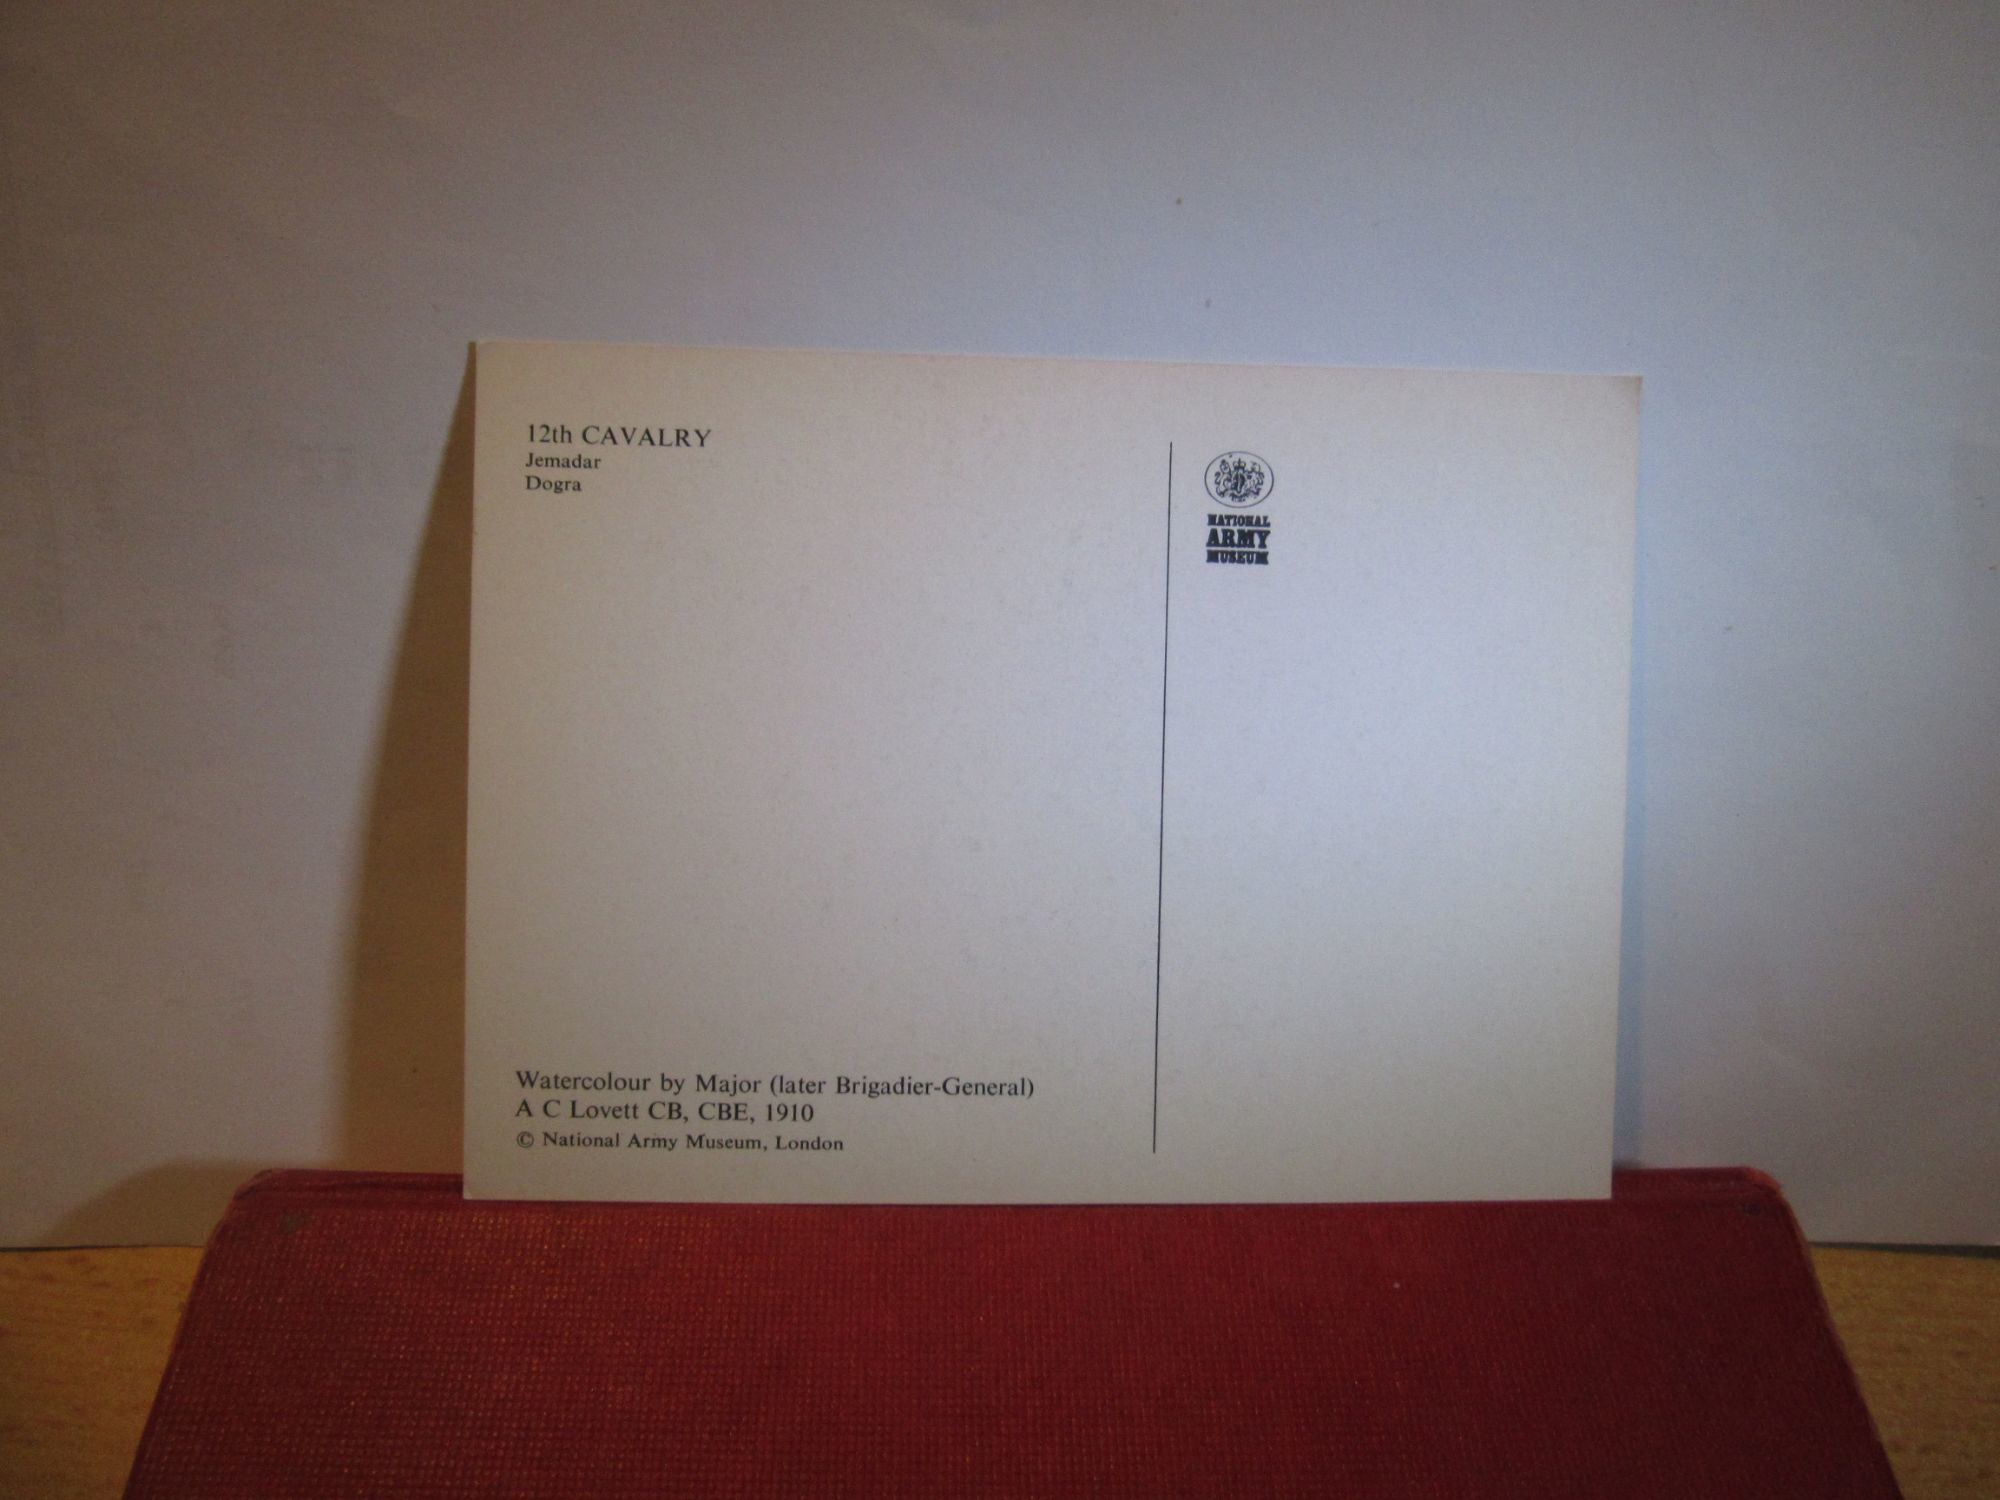 12th CAVALRY
Jemadar
Dogra
NATIONAL
ARMY
MUSEUM
Watercolour by Major (later Brigadier-General)
A C Lovett CB, CBE, 1910
© National Army Museum, London